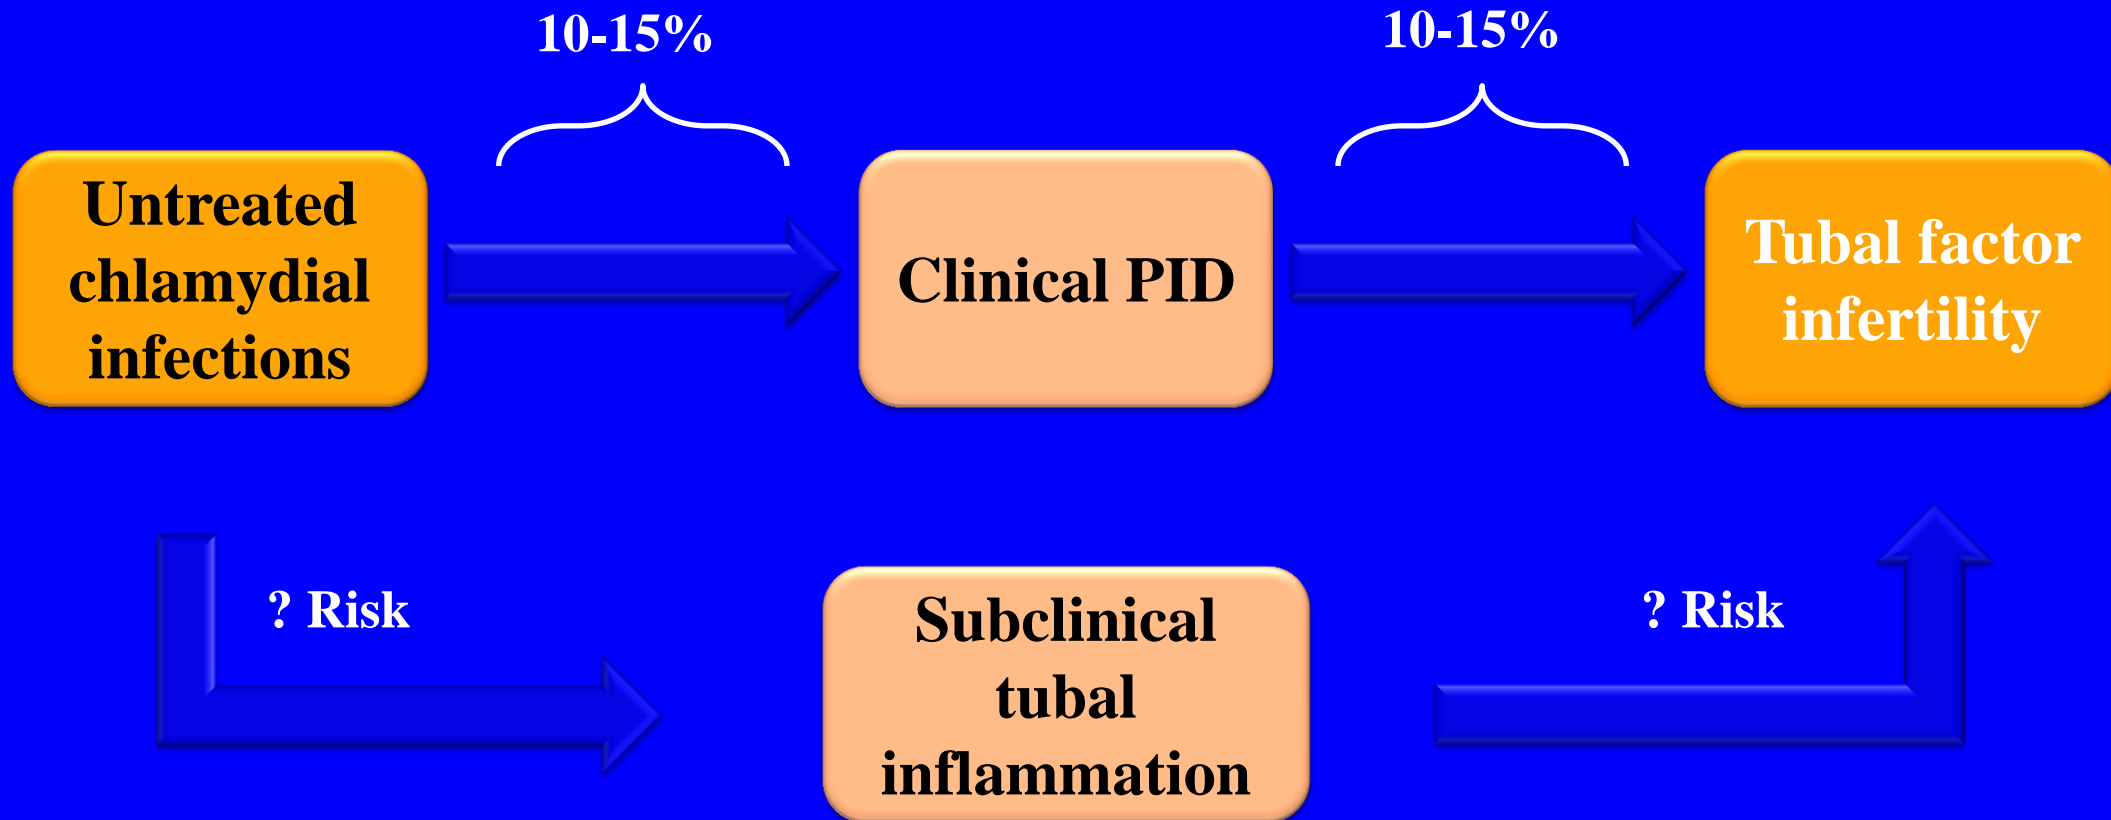 10-15%
10-15%
Untreated
chlamydial
infections
Clinical PID
Tubal factor
infertility
? Risk
Subclinical
tubal
inflammation
? Risk